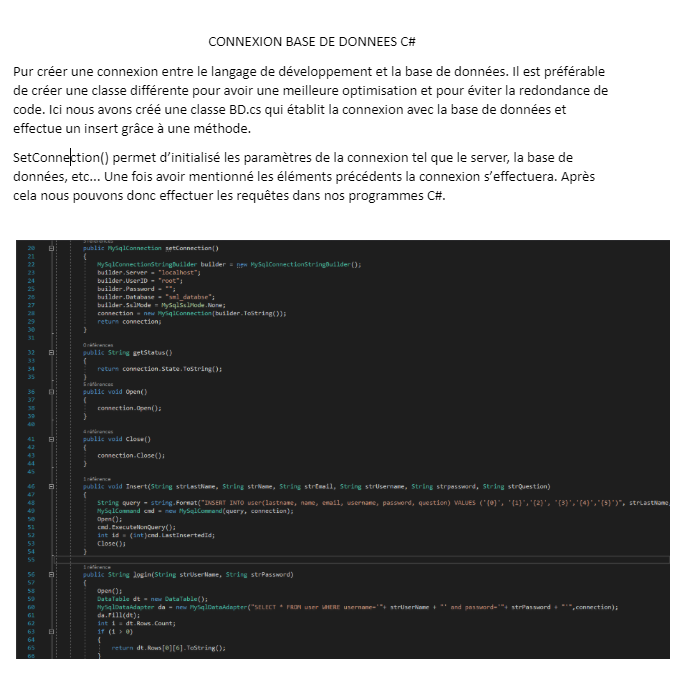 CONNEXION BASE DE DONNEES C#
Pur créer une connexion entre le langage de développement et la base de données. Il est préférable
de créer une classe différente pour avoir une meilleure optimisation et pour éviter la redondance de
code. Ici nous avons créé une classe BD.cs qui établit la connexion avec la base de données et
effectue un insert grâce à une méthode.
SetConnection() permet d'initialisé les paramètres de la connexion tel que le server, la base de
données, etc... Une fois avoir mentionné les éléments précédents la connexion s'effectuera. Après
cela nous pouvons donc effectuer les requêtes dans nos programmes C#.
20 public MySqlConnection setConnection()
21 {
22 MySqlConnectionStringBuilder builder = new MySqlConnectionStringBuilder();
23 builder.Server = "localhost";
24 builder.UserID = "root";
25 builder.Password = "";
26 builder.Database = "sml_databse";
27 builder.SslMode = MySqlSslMode.None;
28 connection = new MySqlConnection(builder.ToString());
29 return connection;
30 }
31
0 références
32 public String getStatus()
33 {
34 return connection.State.ToString();
35 }
références
36 public void Open()
37 {
38 connection.Open();
39 }
40
références
41 public void Close()
42 {
43 connection.Close();
44 }
45
1 référence
46 public void Insert(String strLastName, String strName, String strEmail, String strUsername, String strpassword, String strQuestion)
47 {
48 String query = string.Format("INSERT INTO user(lastname, name, email, username, password, question) VALUES ('{0}', '{1}','{2}', '{3}','{4}','{5}')", strLastName
49 MySqlCommand cmd = new MySqlCommand(query, connection);
50 Open();
51 cmd.ExecuteNonQuery();
52 int id = (int)cmd.LastInsertedId;
53 Close();
54 }
55
1 référence
56 public String login(String strUserName, String strPassword)
57 {
58 Open();
59 DataTable dt = new DataTable();
60 MySqlDataAdapter da = new MySqlDataAdapter("SELECT * FROM user WHERE username='"+ strUserName + "' and password='"+ strPassword + "'",connection);
61 da.Fill(dt);
62 int i = dt.Rows.Count;
63 if (i > 0)
64 {
65 return dt.Rows[0][6].ToString();
66 }